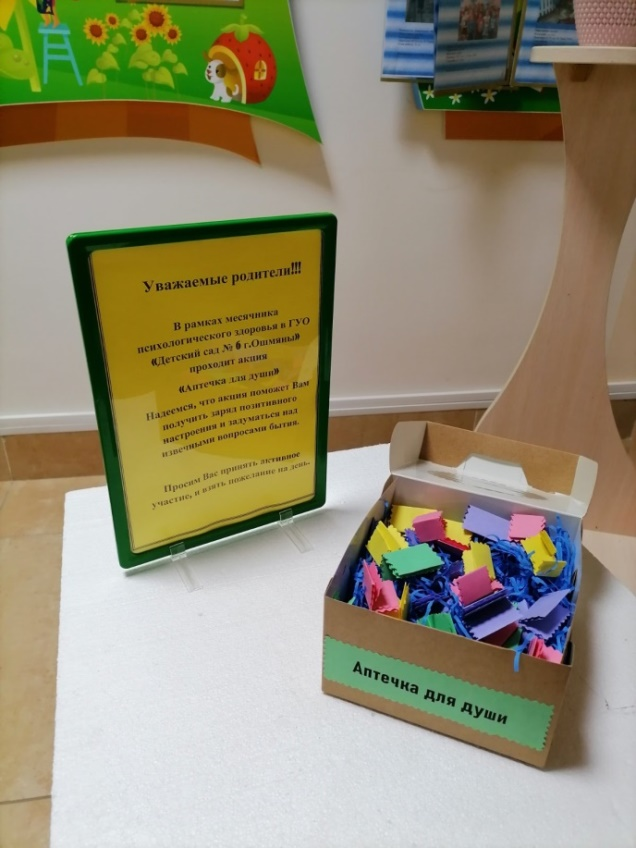 Уважаемые родители!!!
В рамках месячника
психологического здоровья в ГУО
«Детский сад № 6 г.Ошмяны»
проходит акция
«Аптечка для души»
Надеемся, что акция поможет Вам
получить заряд позитивного
настроения и задуматься над
извечными вопросами бытия.
Просим Вас принять активное
участие, и взять пожелание на день.
Аптечка для души